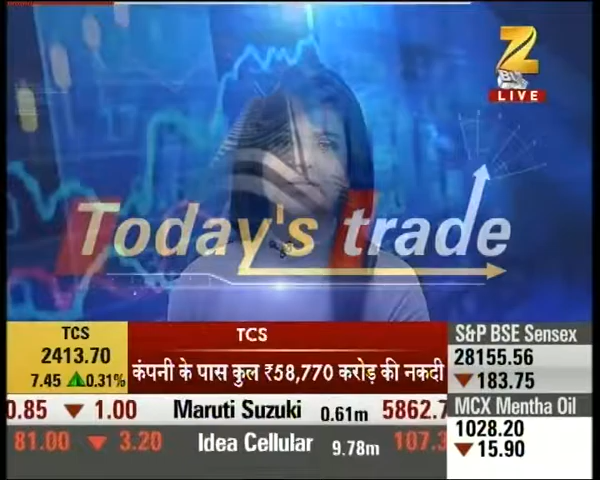 Z
LIVE
Today's trade
TCS
2413.70
7.45 0.31%
TCS
कंपनी के पास कुल ₹58,770 करोड़ की नकदी
S&P BSE Sensex
28155.56
183.75
0.85 1.00 Maruti Suzuki 0.61m 5862.7
MCX Mentha Oil
1028.20
15.90
81.00 3.20 Idea Cellular 9.78m 107.3